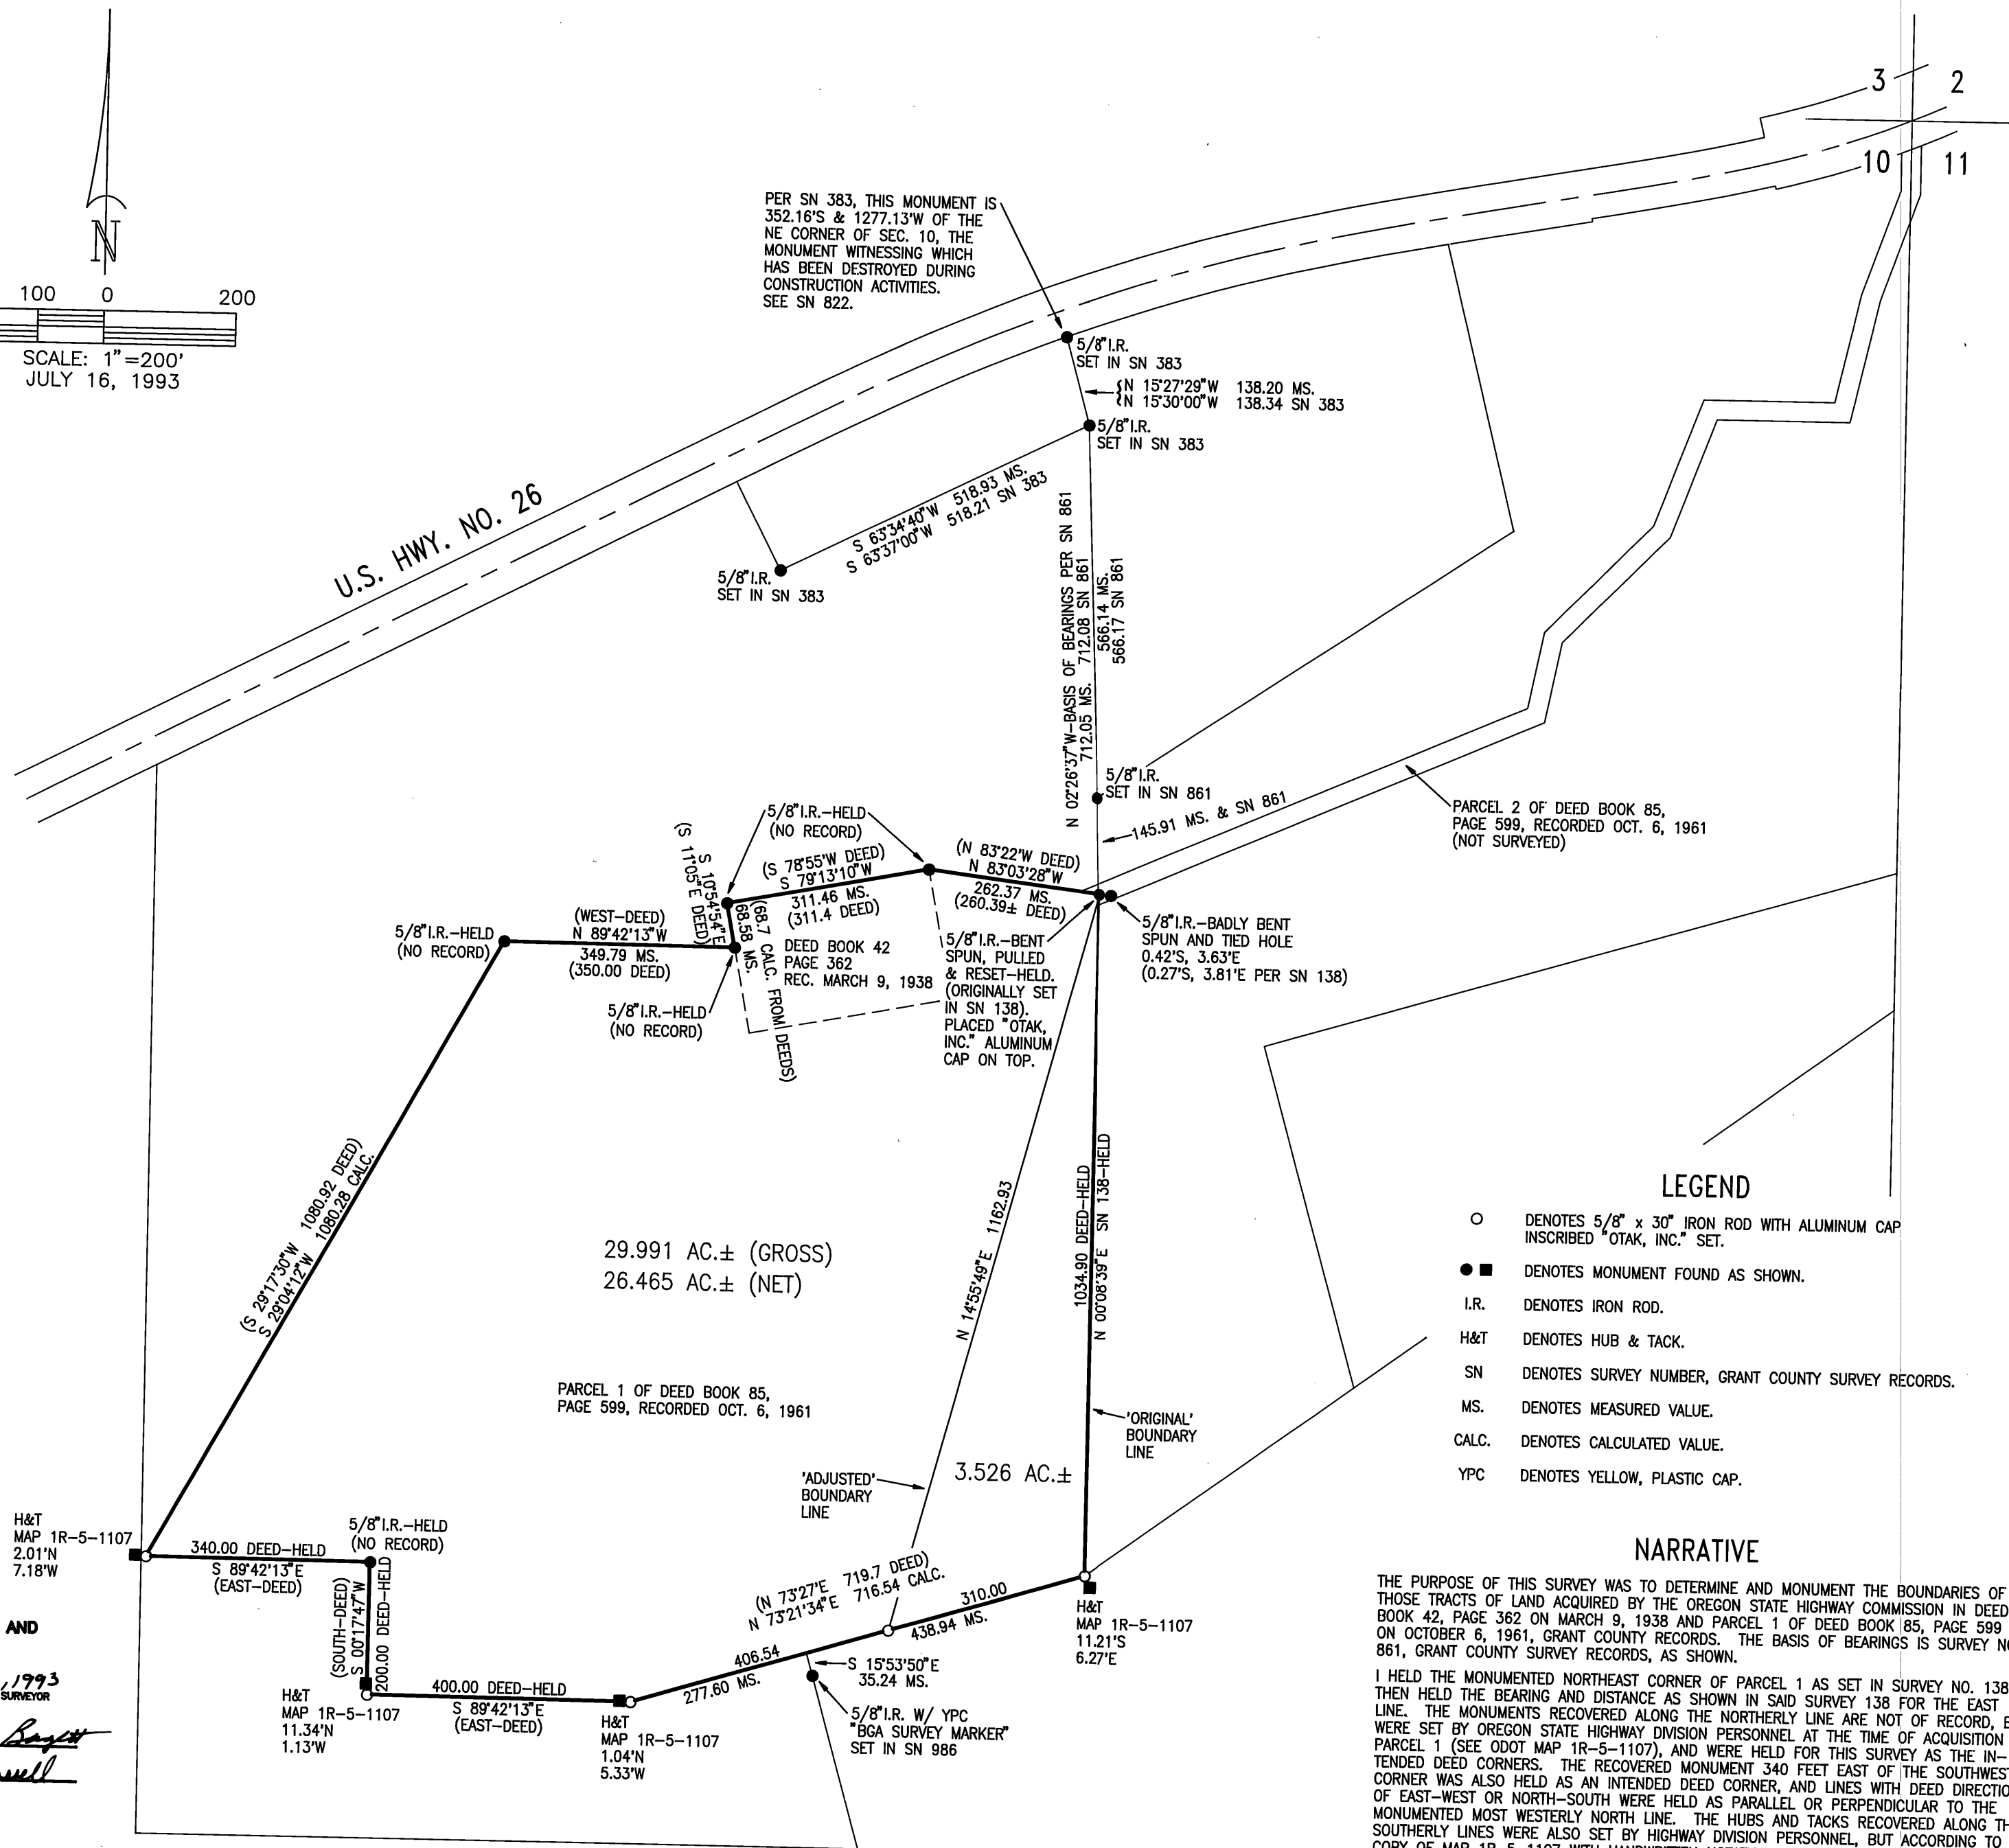 3
2
10
11
N
100 0 200
SCALE: 1"=200'
JULY 16, 1993
PER SN 383, THIS MONUMENT IS
352.16'S & 1277.13'W OF THE
NE CORNER OF SEC. 10, THE
MONUMENT WITNESSING WHICH
HAS BEEN DESTROYED DURING
CONSTRUCTION ACTIVITIES.
SEE SN 822.
5/8"I.R.
SET IN SN 383
N 15°27'29"W 138.20 MS.
N 15°30'00"W 138.34 SN 383
5/8"I.R.
SET IN SN 383
U.S. HWY. NO. 26
S 63°34'40"W 518.93 MS.
S 63°37'00"W 518.21 SN 383
5/8"I.R.
SET IN SN 383
N 02°26'37"W-BASIS OF BEARINGS PER SN 861
712.05 MS. 712.08 SN 861
566.14 MS.
566.17 SN 861
5/8"I.R.
SET IN SN 861
145.91 MS. & SN 861
PARCEL 2 OF DEED BOOK 85,
PAGE 599, RECORDED OCT. 6, 1961
(NOT SURVEYED)
5/8"I.R.-HELD
(NO RECORD)
(S 78°55'W DEED)
S 79°13'10"W
311.46 MS.
(311.4 DEED)
(N 83°22'W DEED)
N 83°03'28"W
262.37 MS.
(260.39± DEED)
S 10°54'54"E
(S 11°05'E DEED)
68.58 MS.
(68.7 CALC. FROM DEEDS)
5/8"I.R.-HELD
(NO RECORD)
(WEST-DEED)
N 89°42'13"W
349.79 MS.
(350.00 DEED)
5/8"I.R.-HELD
(NO RECORD)
DEED BOOK 42
PAGE 362
REC. MARCH 9, 1938
5/8"I.R.-BENT
SPUN, PULLED
& RESET-HELD.
(ORIGINALLY SET
IN SN 138).
PLACED "OTAK,
INC." ALUMINUM
CAP ON TOP.
5/8"I.R.-BADLY BENT
SPUN AND TIED HOLE
0.42'S, 3.63'E
(0.27'S, 3.81'E PER SN 138)
(S 29°17'30"W 1080.92 DEED)
S 29°04'12"W 1080.28 CALC.
N 14°55'49"E 1162.93
1034.90 DEED-HELD
N 00°08'39"E SN 138-HELD
29.991 AC.± (GROSS)
26.465 AC.± (NET)
PARCEL 1 OF DEED BOOK 85,
PAGE 599, RECORDED OCT. 6, 1961
'ORIGINAL'
BOUNDARY
LINE
'ADJUSTED'
BOUNDARY
LINE
3.526 AC.±
H&T
MAP 1R-5-1107
2.01'N
7.18'W
340.00 DEED-HELD
S 89°42'13"E
(EAST-DEED)
5/8"I.R.-HELD
(NO RECORD)
(SOUTH-DEED)
S 00°17'47"W
200.00 DEED-HELD
H&T
MAP 1R-5-1107
11.34'N
1.13'W
400.00 DEED-HELD
S 89°42'13"E
(EAST-DEED)
H&T
MAP 1R-5-1107
1.04'N
5.33'W
(N 73°27'E 719.7 DEED)
N 73°21'34"E 716.54 CALC.
406.54
310.00
277.60 MS.
438.94 MS.
S 15°53'50"E
35.24 MS.
5/8"I.R. W/ YPC
"BGA SURVEY MARKER"
SET IN SN 986
H&T
MAP 1R-5-1107
11.21'S
6.27'E
AND
, 1993
SURVEYOR
LEGEND
DENOTES 5/8" x 30" IRON ROD WITH ALUMINUM CAP
INSCRIBED "OTAK, INC." SET.
DENOTES MONUMENT FOUND AS SHOWN.
I.R. DENOTES IRON ROD.
H&T DENOTES HUB & TACK.
SN DENOTES SURVEY NUMBER, GRANT COUNTY SURVEY RECORDS.
MS. DENOTES MEASURED VALUE.
CALC. DENOTES CALCULATED VALUE.
YPC DENOTES YELLOW, PLASTIC CAP.
NARRATIVE
THE PURPOSE OF THIS SURVEY WAS TO DETERMINE AND MONUMENT THE BOUNDARIES OF
THOSE TRACTS OF LAND ACQUIRED BY THE OREGON STATE HIGHWAY COMMISSION IN DEED
BOOK 42, PAGE 362 ON MARCH 9, 1938 AND PARCEL 1 OF DEED BOOK 85, PAGE 599
ON OCTOBER 6, 1961, GRANT COUNTY RECORDS. THE BASIS OF BEARINGS IS SURVEY NO
861, GRANT COUNTY SURVEY RECORDS, AS SHOWN.
I HELD THE MONUMENTED NORTHEAST CORNER OF PARCEL 1 AS SET IN SURVEY NO. 138
THEN HELD THE BEARING AND DISTANCE AS SHOWN IN SAID SURVEY 138 FOR THE EAST
LINE. THE MONUMENTS RECOVERED ALONG THE NORTHERLY LINE ARE NOT OF RECORD,
WERE SET BY OREGON STATE HIGHWAY DIVISION PERSONNEL AT THE TIME OF ACQUISITION
PARCEL 1 (SEE ODOT MAP 1R-5-1107), AND WERE HELD FOR THIS SURVEY AS THE IN-
TENDED DEED CORNERS. THE RECOVERED MONUMENT 340 FEET EAST OF THE SOUTHWEST
CORNER WAS ALSO HELD AS AN INTENDED DEED CORNER, AND LINES WITH DEED DIRECTIO
OF EAST-WEST OR NORTH-SOUTH WERE HELD AS PARALLEL OR PERPENDICULAR TO THE
MONUMENTED MOST WESTERLY NORTH LINE. THE HUBS AND TACKS RECOVERED ALONG TH
SOUTHERLY LINES WERE ALSO SET BY HIGHWAY DIVISION PERSONNEL, BUT ACCORDING TO